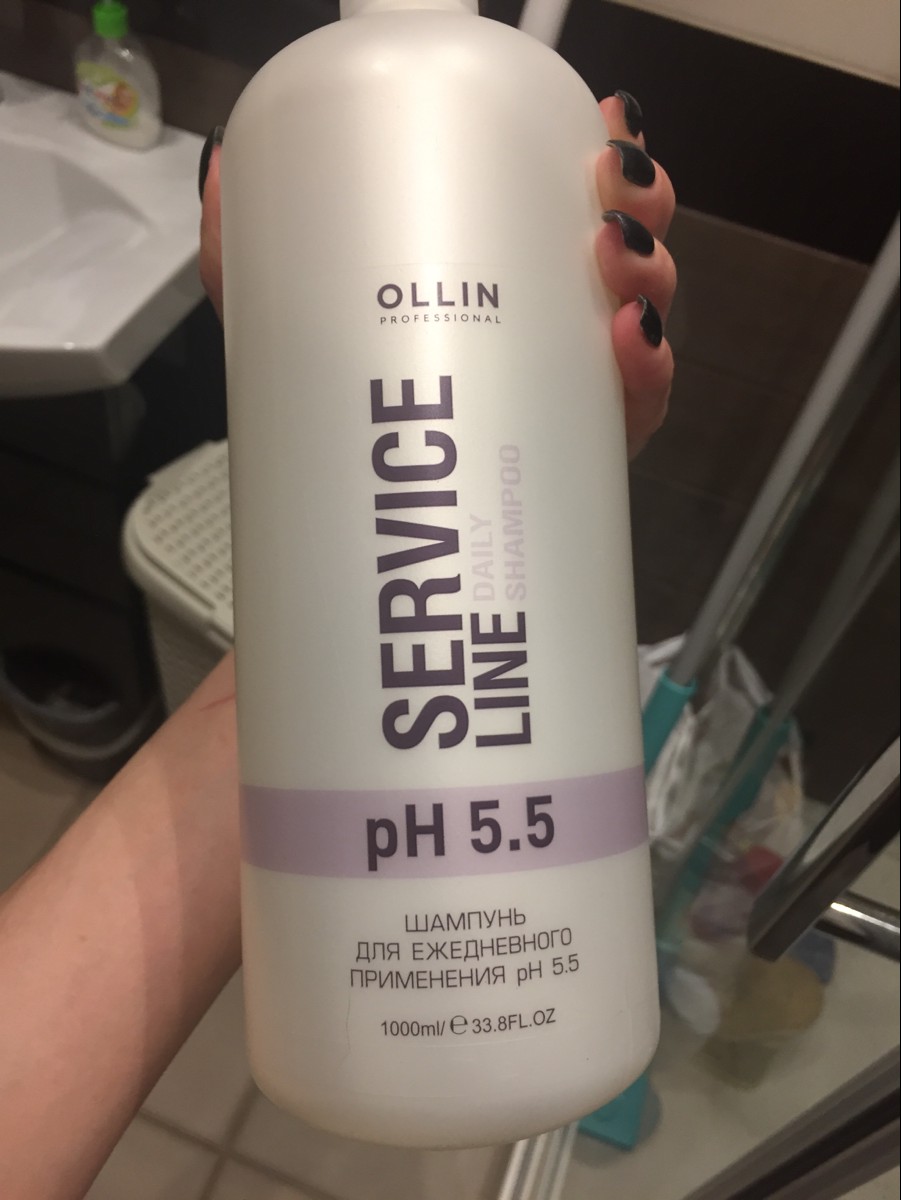 OLLIN
PROFESSIONAL
SERVICE
LINE
DAILY
SHAMPOO
pH 5.5
ШАМПУНЬ
ДЛЯ ЕЖЕДНЕВНОГО
ПРИМЕНЕНИЯ pH 5.5
1000ml/ ℮ 33.8FL.OZ